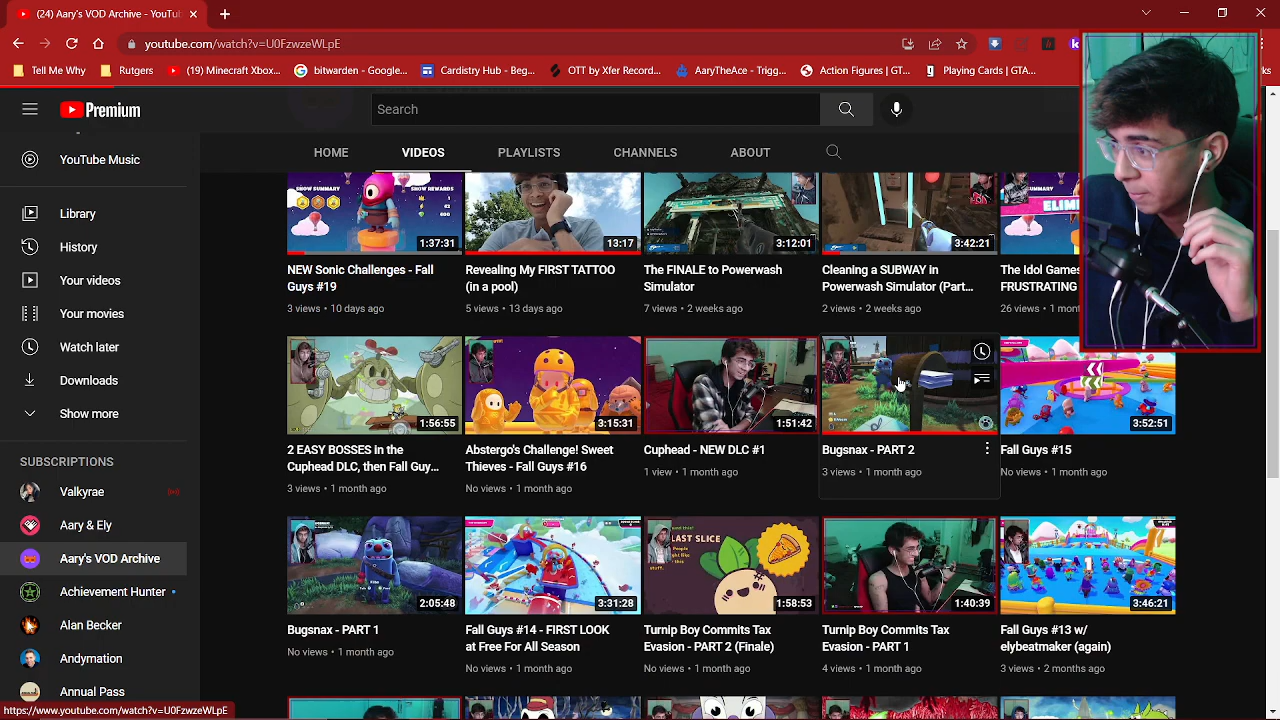 (24) Aary's VOD Archive - YouTu
youtube.com/watch?v=U0FzwzeWLpE
Tell Me Why
Rutgers
(19) Minecraft Xbox...
bitwarden - Google...
Cardistry Hub - Beg...
OTT by Xfer Record...
AaryTheAce - Trigg...
Action Figures | GT...
Playing Cards | GTA...
Premium
Search
YouTube Music
Library
History
Your videos
Your movies
Watch later
Downloads
Show more
SUBSCRIPTIONS
Valkyrae
Aary & Ely
Aary's VOD Archive
Achievement Hunter
Alan Becker
Andymation
Annual Pass
HOME
VIDEOS
PLAYLISTS
CHANNELS
ABOUT
SHOW SUMMARY
SHOW REWARDS
1:37:31
13:17
3:12:01
3:42:21
SUMMARY
NEW Sonic Challenges - Fall
Guys #19
3 views • 10 days ago
Revealing My FIRST TATTOO
(in a pool)
5 views • 13 days ago
The FINALE to Powerwash
Simulator
7 views • 2 weeks ago
Cleaning a SUBWAY in
Powerwash Simulator (Part...
2 views • 2 weeks ago
The Idol Games
FRUSTRATING
26 views • 1 mont
1:56:55
3:15:31
1:51:42
3:52:51
2 EASY BOSSES in the
Cuphead DLC, then Fall Guy...
3 views • 1 month ago
Abstergo's Challenge! Sweet
Thieves - Fall Guys #16
No views • 1 month ago
Cuphead - NEW DLC #1
1 view • 1 month ago
Bugsnax - PART 2
3 views • 1 month ago
Fall Guys #15
No views • 1 month ago
2:05:48
3:31:28
LAST SLICE
1:58:53
1:40:39
3:46:21
Bugsnax - PART 1
No views • 1 month ago
Fall Guys #14 - FIRST LOOK
at Free For All Season
No views • 1 month ago
Turnip Boy Commits Tax
Evasion - PART 2 (Finale)
No views • 1 month ago
Turnip Boy Commits Tax
Evasion - PART 1
4 views • 1 month ago
Fall Guys #13 w/
elybeatmaker (again)
3 views • 2 months ago
https://www.youtube.com/watch?v=U0FzwzeWLpE